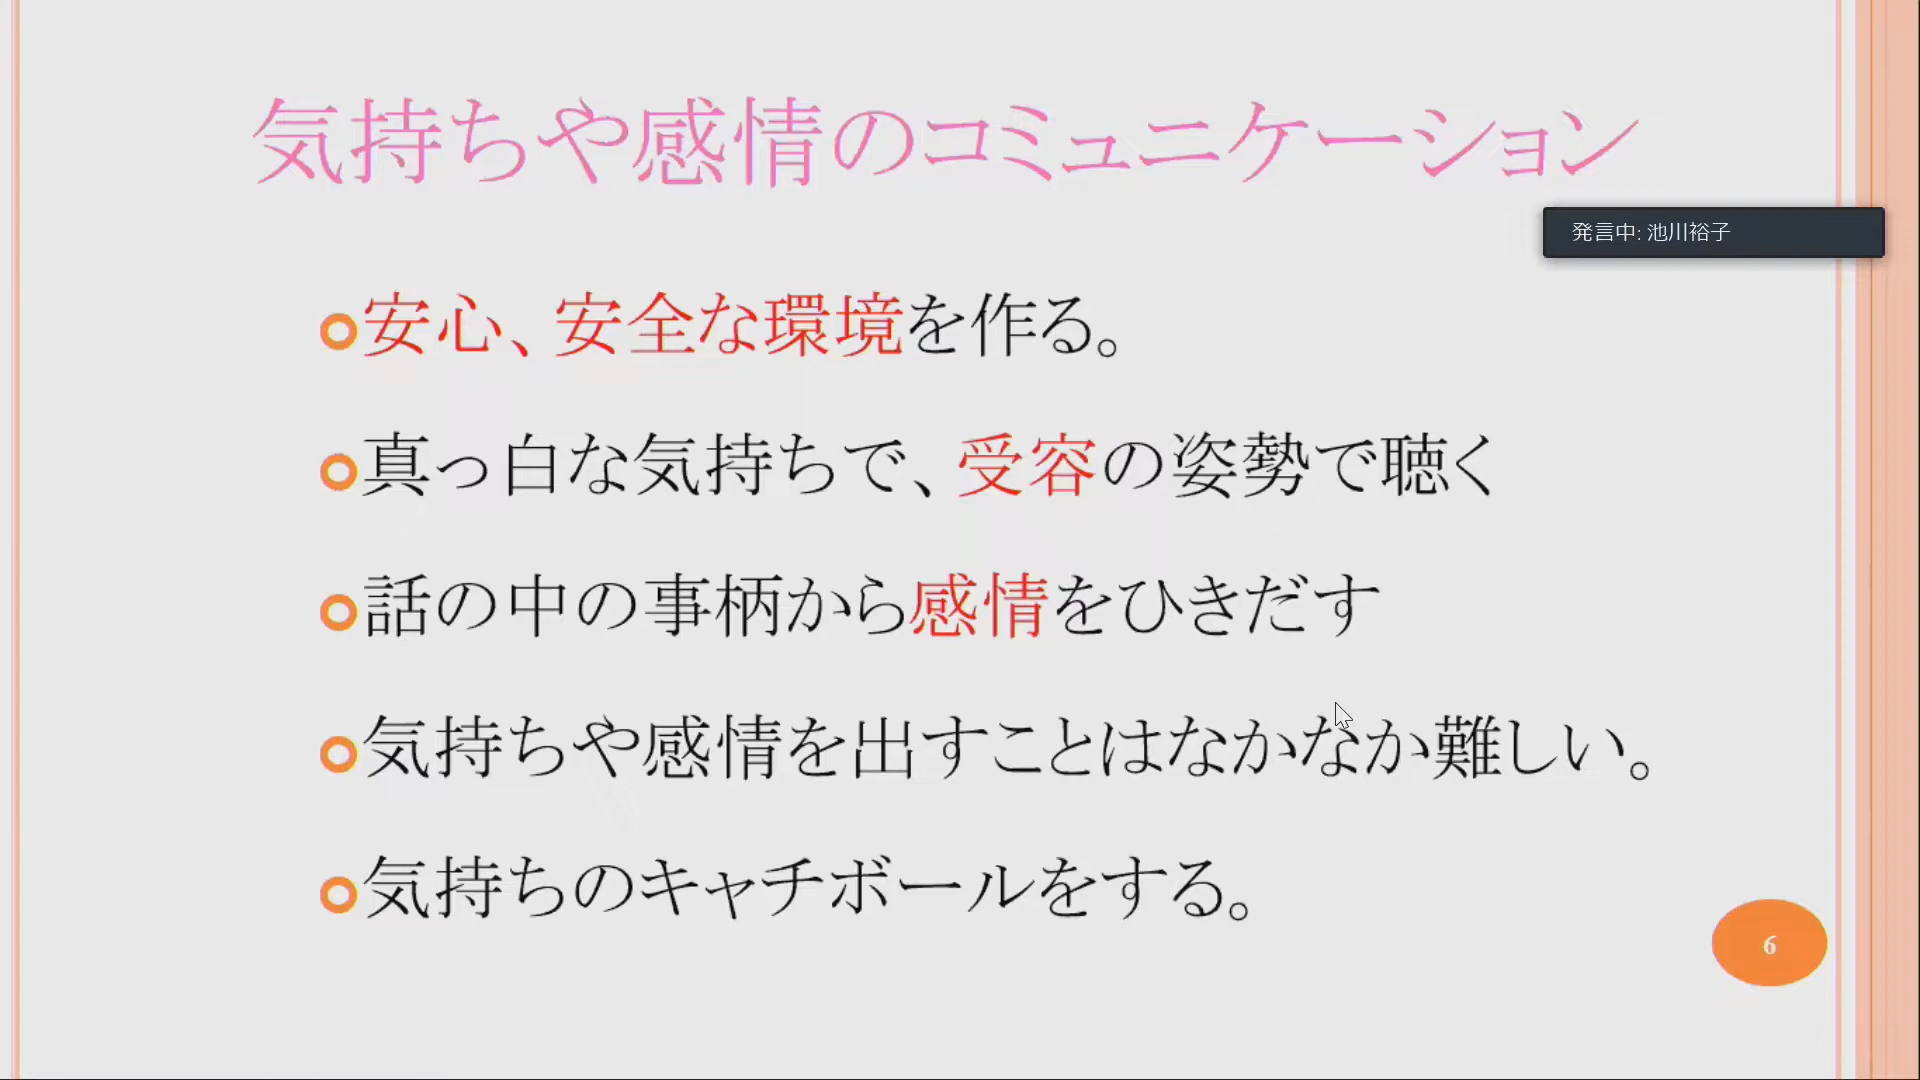 気持ちや感情のコミュニケーション
発言中: 池川裕子
安心、安全な環境を作る。
真っ白な気持ちで、受容の姿勢で聴く
話の中の事柄から感情をひきだす
気持ちや感情を出すことはなかなか難しい。
気持ちのキャチボールをする。
6